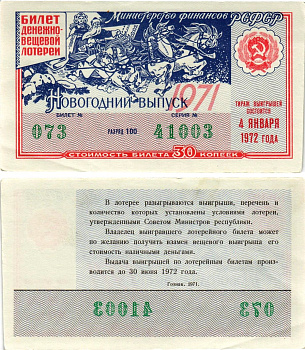 БИЛЕТ
ДЕНЕЖНО-
ВЕЩЕВОЙ
ЛОТЕРЕИ
Министерство финансов РСФСР
НОВОГОДНИЙ ВЫПУСК
1971
БИЛЕТ № СЕРИЯ №
073 РАЗРЯД 100 41003
ТИРАЖ ВЫИГРЫШЕЙ
СОСТОИТСЯ
4 ЯНВАРЯ
1972 ГОДА
СТОИМОСТЬ БИЛЕТА 30 КОПЕЕК
В лотерее разыгрываются выигрыши, перечень и
количество которых установлены условиями лотереи,
утвержденными Советом Министров республики.
Владелец выигравшего лотерейного билета может
по желанию получить взамен вещевого выигрыша его
стоимость наличными деньгами.
Выдача выигрышей по лотерейным билетам произ-
водится до 30 июня 1972 года.
Гознак. 1971.
41003 073